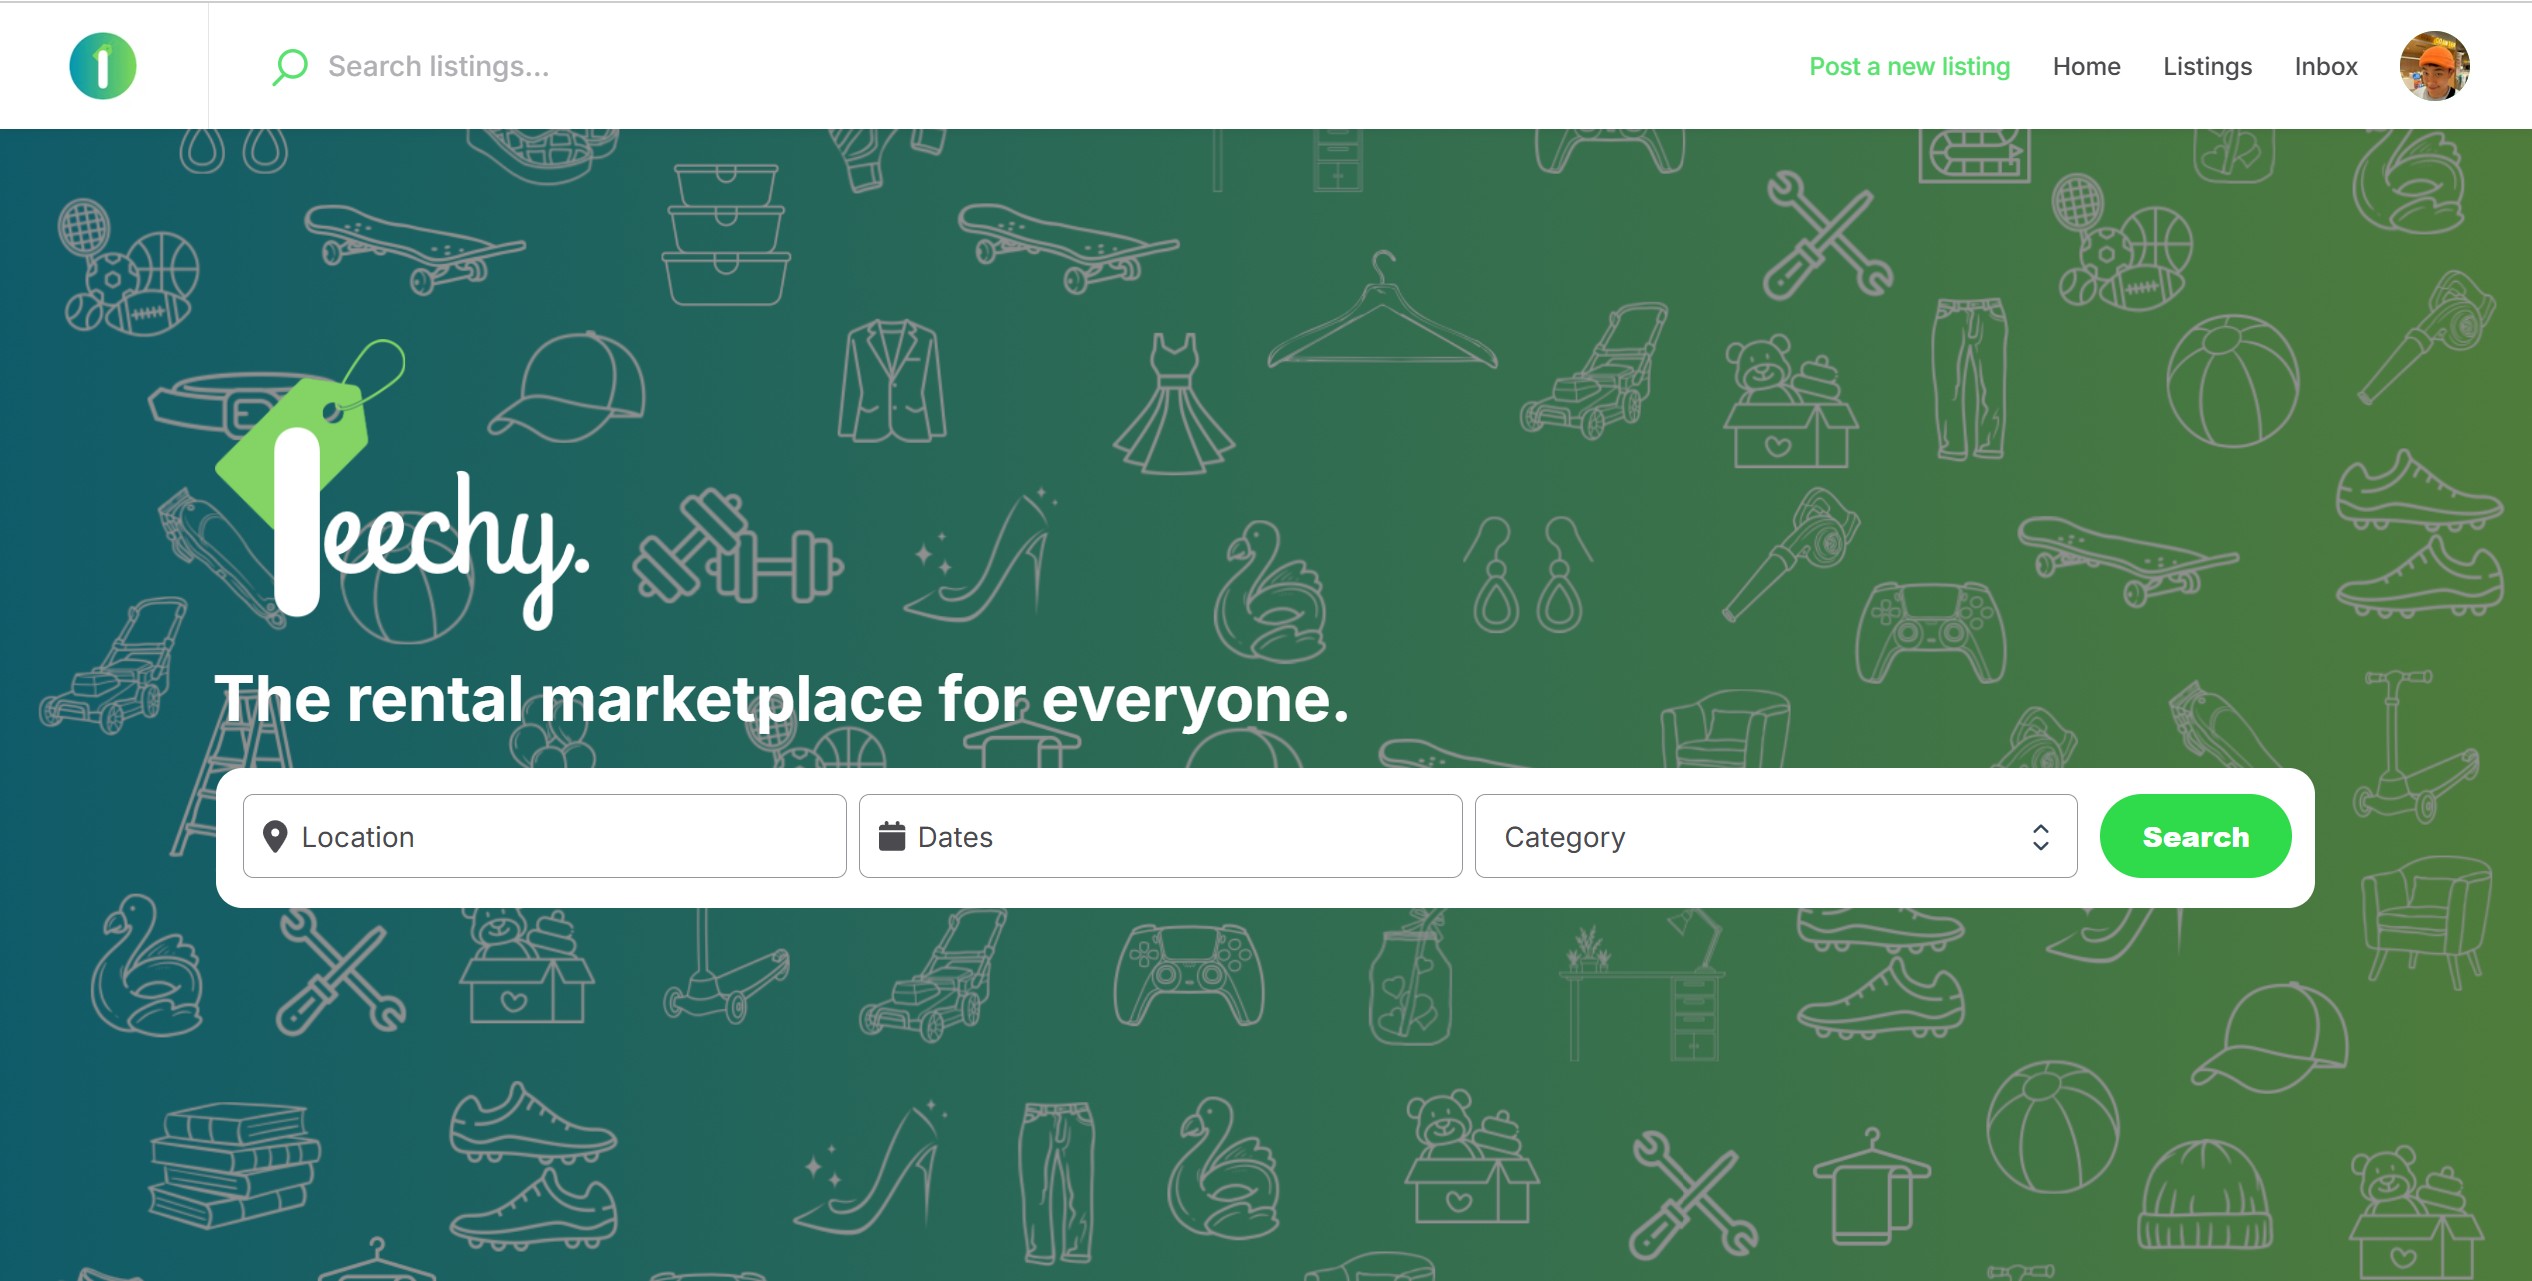 Search listings...
Post a new listing
Home
Listings
Inbox
leechy.
The rental marketplace for everyone.
Location
Dates
Category
Search